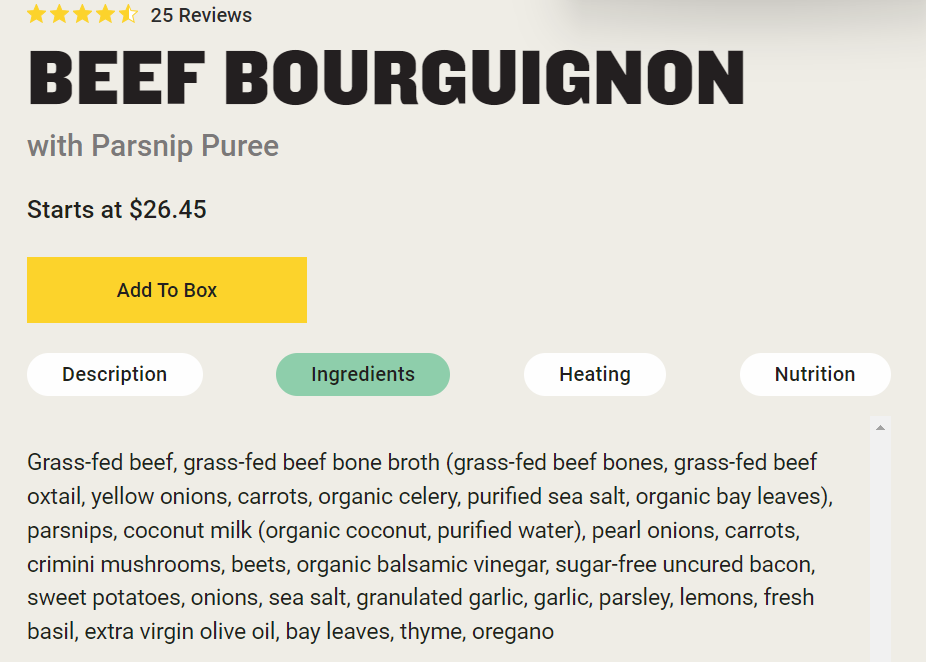 25 Reviews
BEEF BOURGUIGNON
with Parsnip Puree
Starts at $26.45
Add To Box
Description Ingredients Heating Nutrition
Grass-fed beef, grass-fed beef bone broth (grass-fed beef bones, grass-fed beef
oxtail, yellow onions, carrots, organic celery, purified sea salt, organic bay leaves),
parsnips, coconut milk (organic coconut, purified water), pearl onions, carrots,
crimini mushrooms, beets, organic balsamic vinegar, sugar-free uncured bacon,
sweet potatoes, onions, sea salt, granulated garlic, garlic, parsley, lemons, fresh
basil, extra virgin olive oil, bay leaves, thyme, oregano